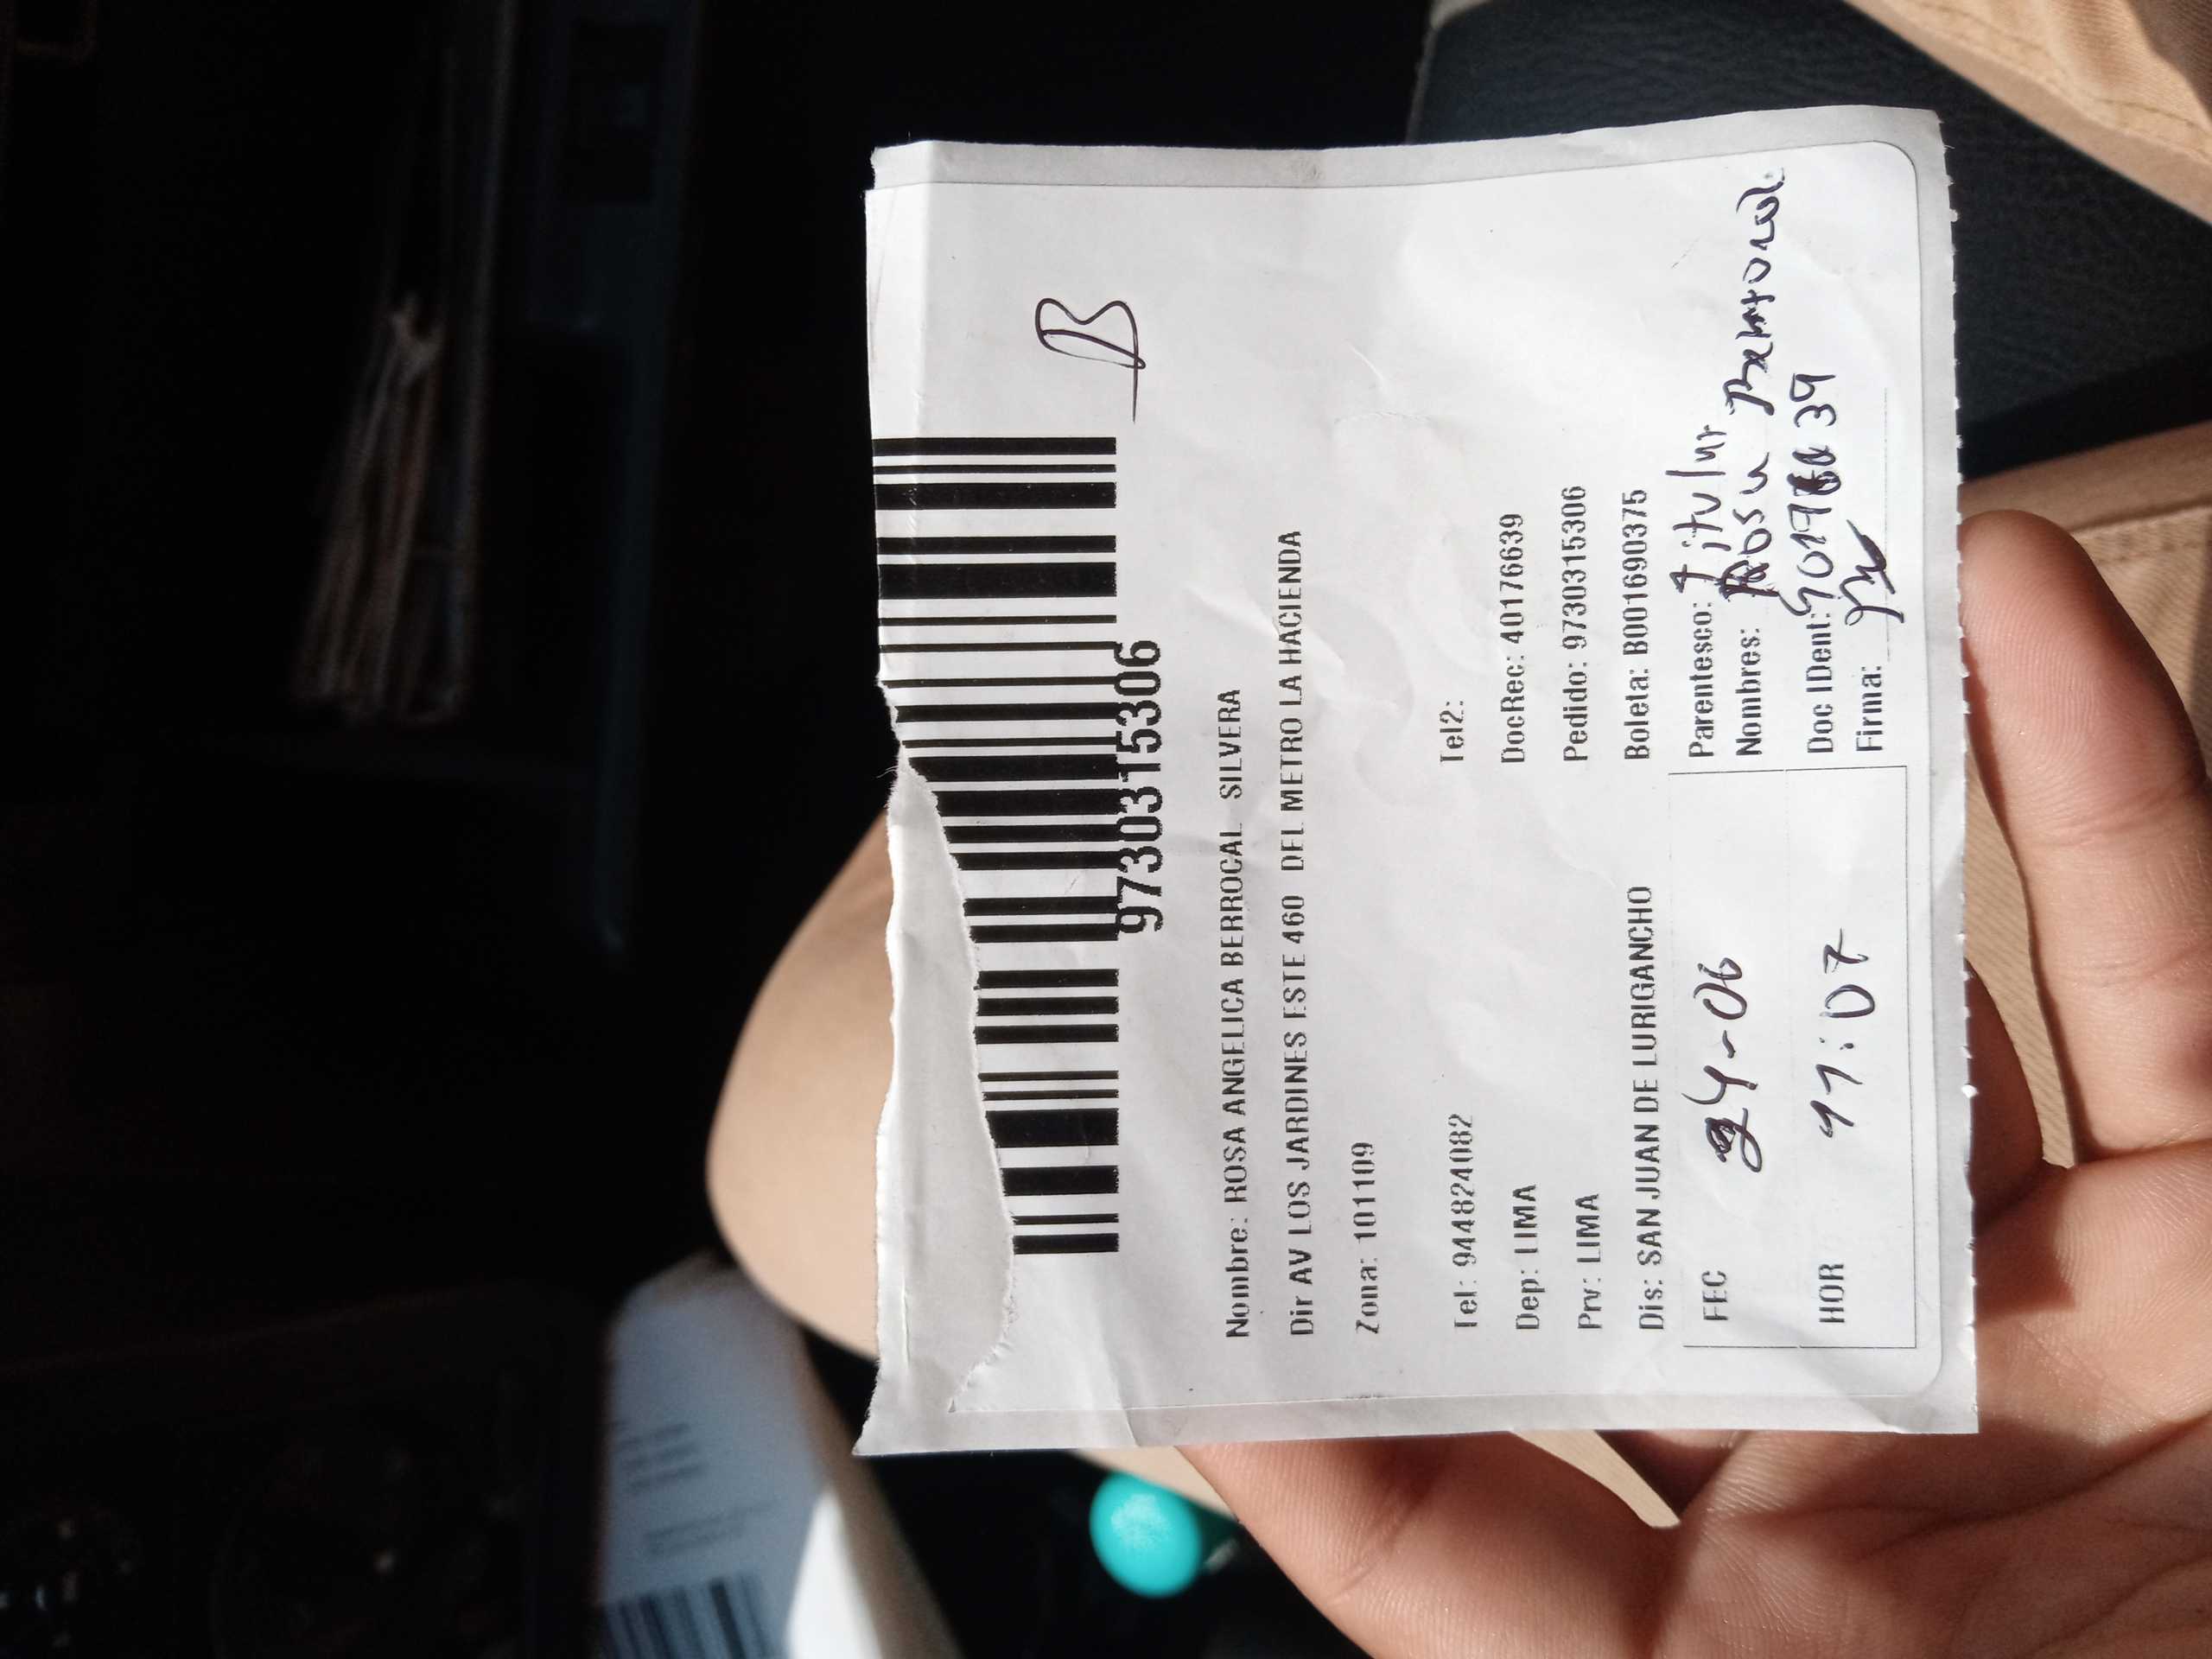 B
973031​5306
Nombre: ROSA ANGELICA BERROCAL SILVERA
Dir AV LOS JARDINES ESTE 460 DEL METRO LA HACIENDA
Zona: 101109
Tel: 944824082 Tel2:
Dep: LIMA DocRec: 40176639
Prv: LIMA Pedido: 9730315306
Dis: SAN JUAN DE LURIGANCHO Boleta: B001690375
FEC 24-06 Parentesco: Titular
Nombres: Rosa
HOR 11:07 Doc IDent:
Firma: